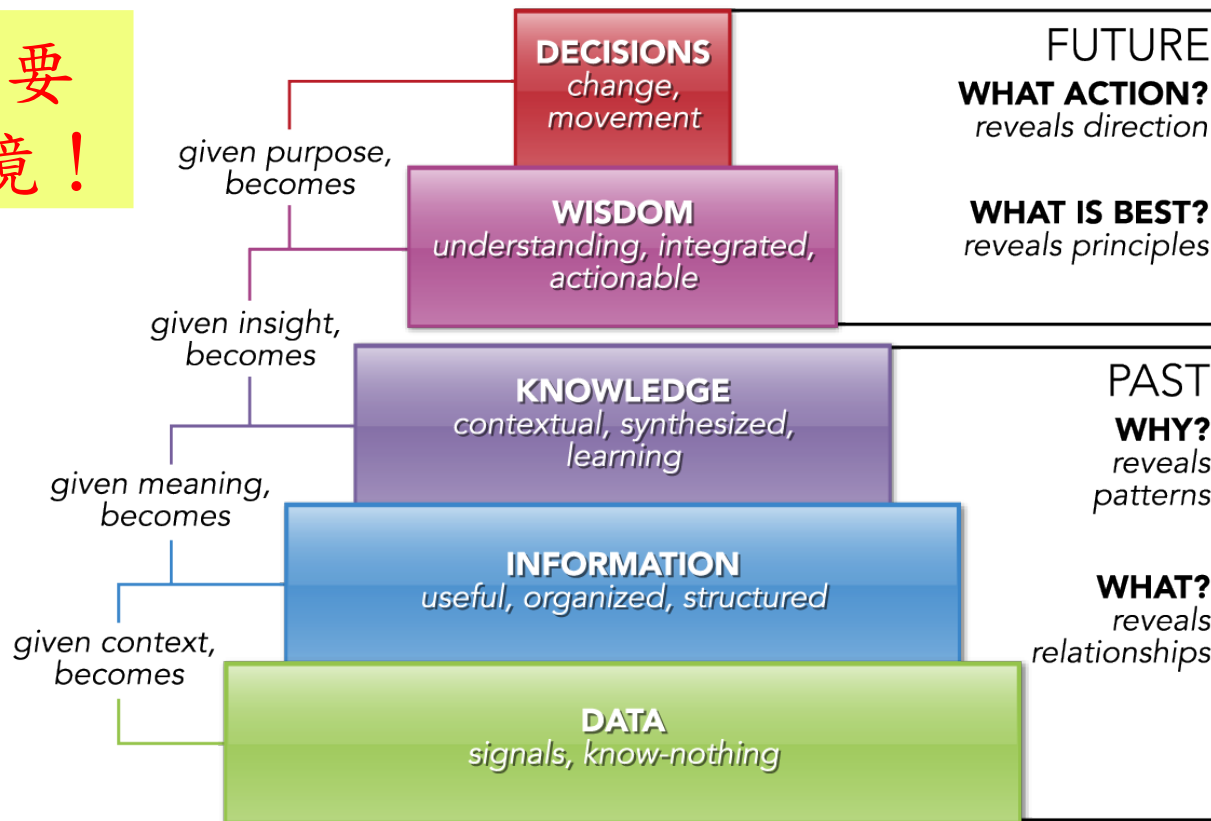 要
境！
DECISIONS
change,
movement
given purpose,
becomes
WISDOM
understanding, integrated,
actionable
given insight,
becomes
KNOWLEDGE
contextual, synthesized,
learning
given meaning,
becomes
INFORMATION
useful, organized, structured
given context,
becomes
DATA
signals, know-nothing
FUTURE
WHAT ACTION?
reveals direction
WHAT IS BEST?
reveals principles
PAST
WHY?
reveals
patterns
WHAT?
reveals
relationships